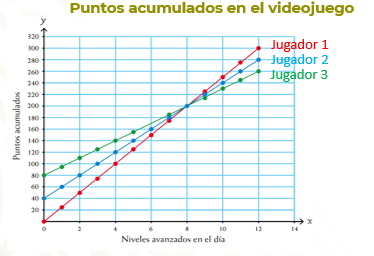 Puntos acumulados en el videojuego
y
320
300
280
260
240
220
200
180
160
140
120
100
80
60
40
20
Jugador 1
Jugador 2
Jugador 3
Puntos acumulados
0 2 4 6 8 10 12 14 x
Niveles avanzados en el día